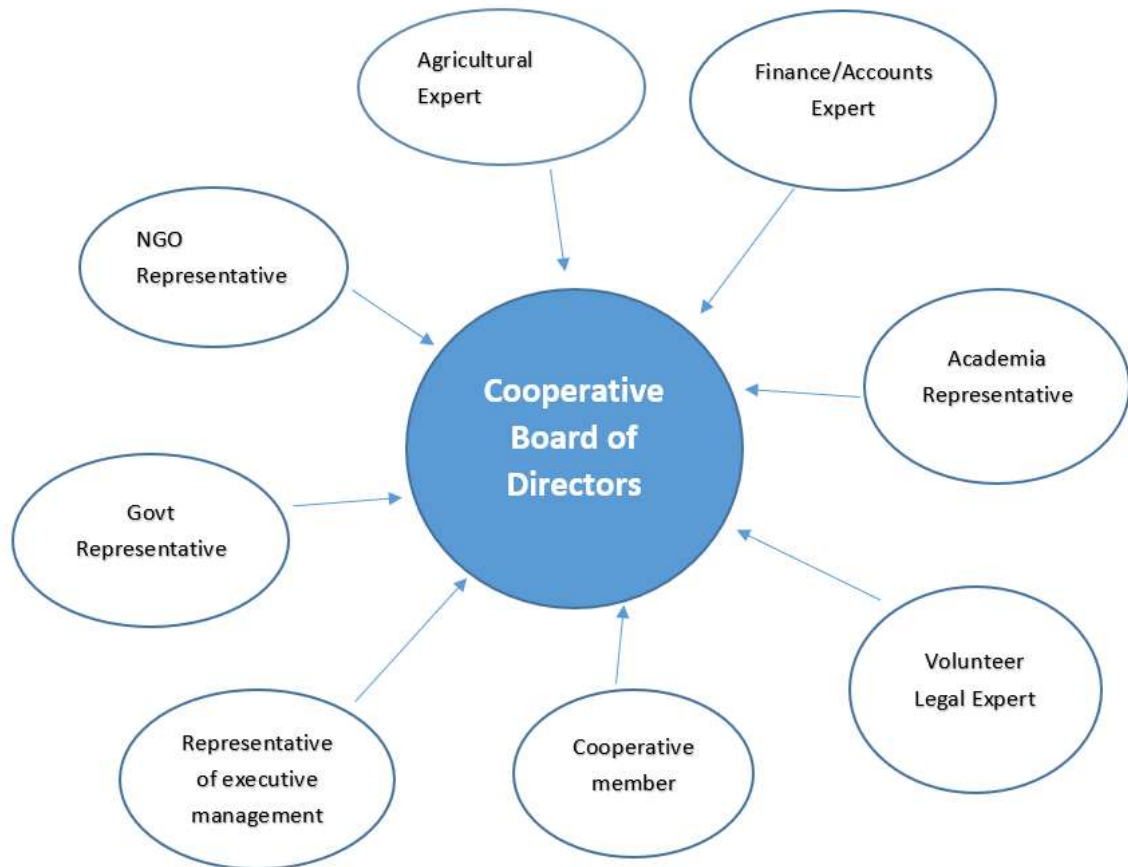 Agricultural
Expert
Finance/Accounts
Expert
NGO
Representative
Academia
Representative
Cooperative
Board of
Directors
Govt
Representative
Volunteer
Legal Expert
Representative
of executive
management
Cooperative
member